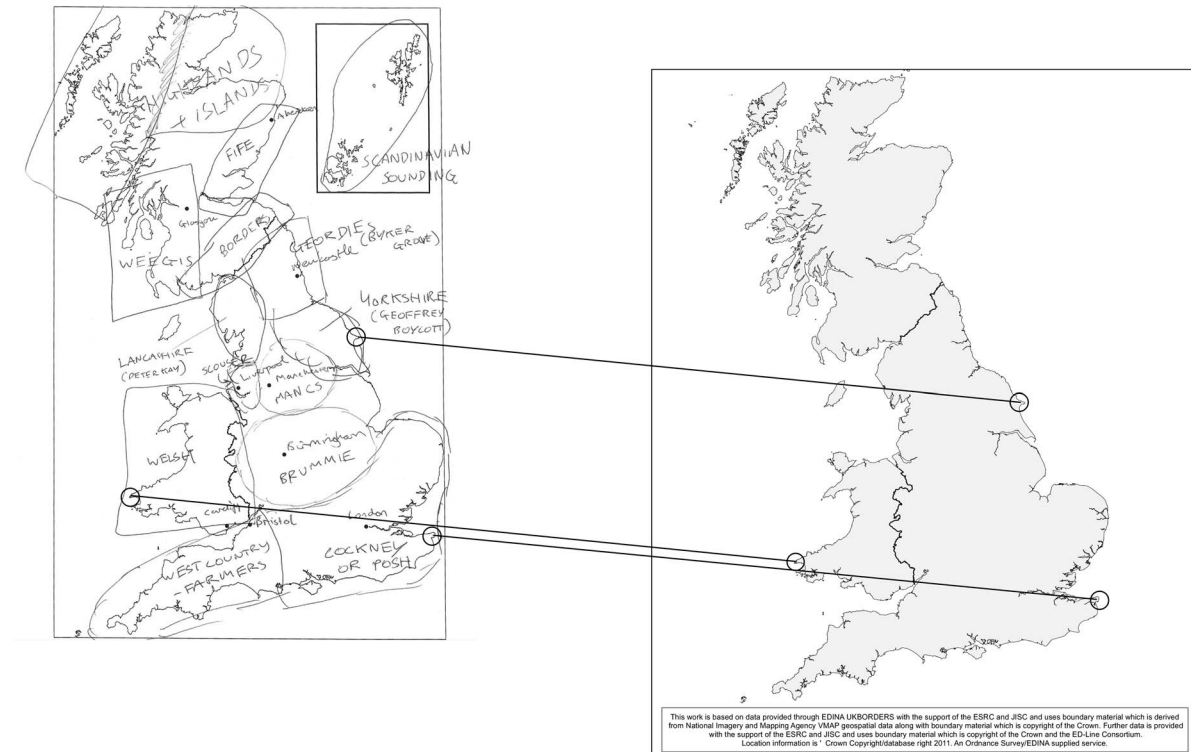 HIGHLANDS
+ ISLANDS
Aberdeen
FIFE
SCANDINAVIAN
SOUNDING
Glasgow
WEEGIS
BORDERS
GEORDIES
Newcastle (BYKER
GROVE)
YORKSHIRE
(GEOFFREY
BOYCOTT)
LANCASHIRE
(PETER KAY)
SCOUSE
Liverpool
Manchester
MANCS
Birmingham
BRUMMIE
WELSH
Cardiff
Bristol
London
COCKNEY
OR POSH
WEST COUNTRY
- FARMERS
This work is based on data provided through EDINA UKBORDERS with the support of the ESRC and JISC and uses boundary material which is derived
from National Imagery and Mapping Agency VMAP geospatial data along with boundary material which is copyright of the Crown. Further data is provided
with the support of the ESRC and JISC and uses boundary material which is copyright of the Crown and the ED-Line Consortium.
Location information is ' Crown Copyright/database right 2011. An Ordnance Survey/EDINA supplied service.